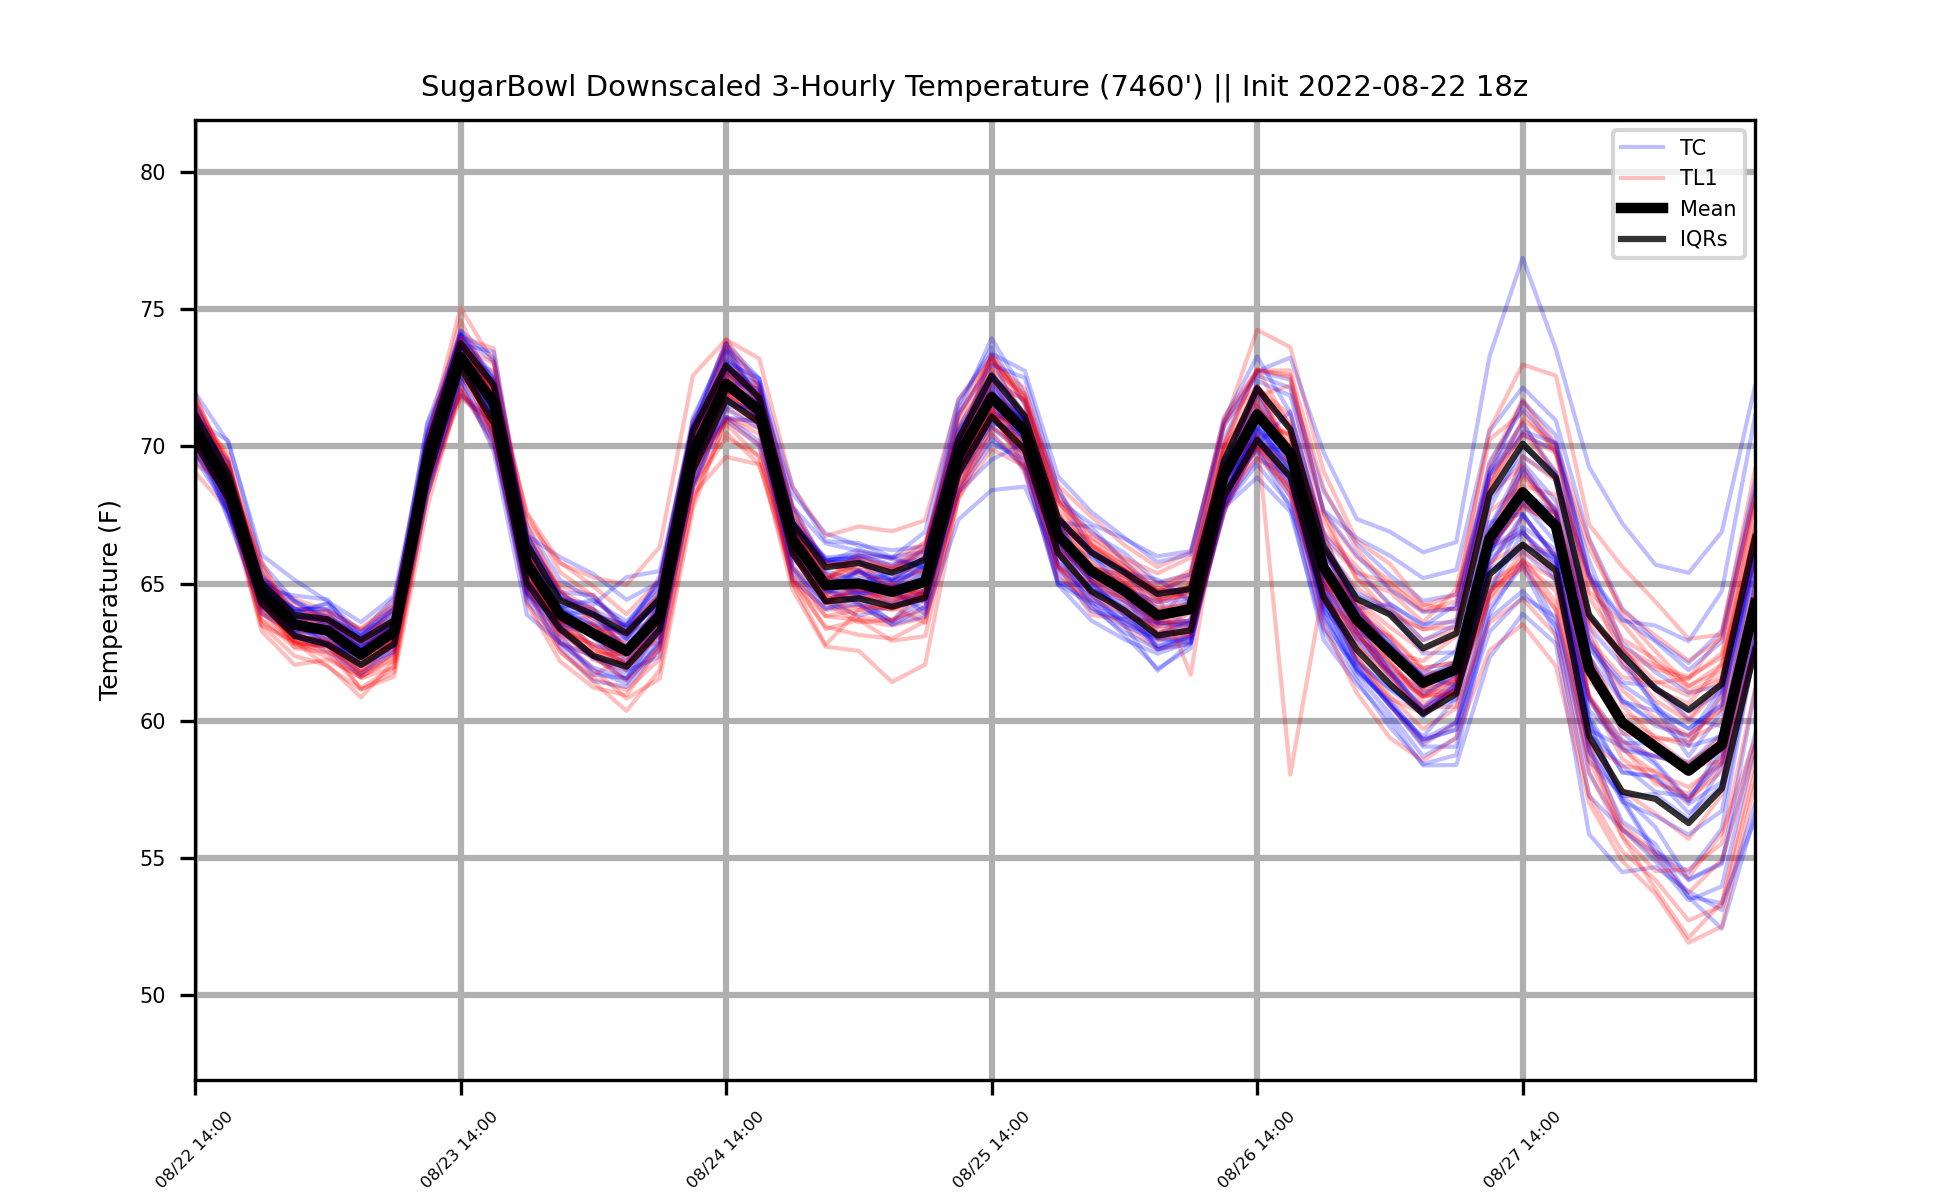 SugarBowl Downscaled 3-Hourly Temperature (7460') || Init 2022-08-22 18z
TC
TL1
Mean
IQRs
Temperature (F)
80
75
70
65
60
55
50
08/22 14:00
08/23 14:00
08/24 14:00
08/25 14:00
08/26 14:00
08/27 14:00